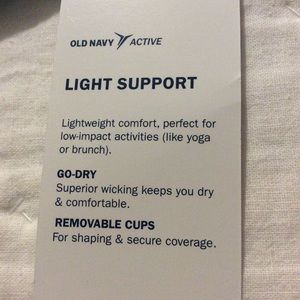 OLD NAVY ACTIVE
LIGHT SUPPORT
Lightweight comfort, perfect for
low-impact activities (like yoga
or brunch).
GO-DRY
Superior wicking keeps you dry
& comfortable.
REMOVABLE CUPS
For shaping & secure coverage.